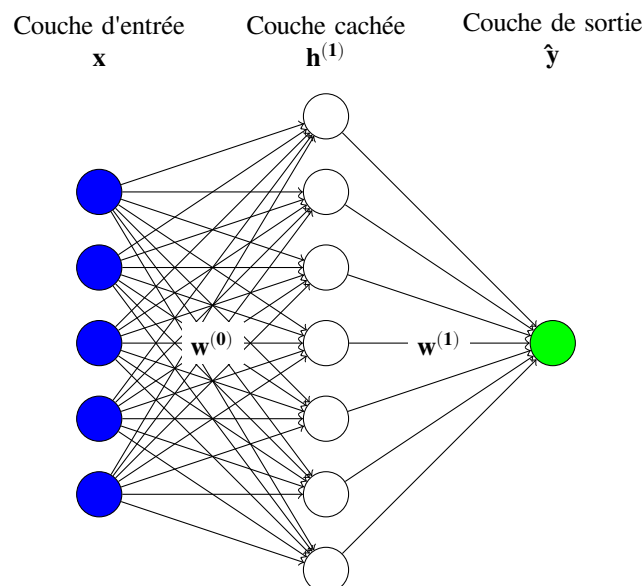 Couche d'entrée
x
Couche cachée
h(1)
Couche de sortie
ŷ
w(0)
w(1)